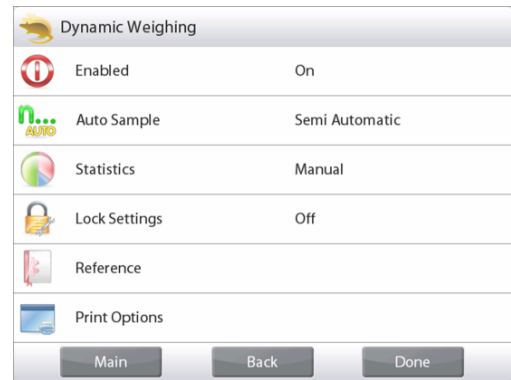 Dynamic Weighing
Enabled On
n...
AUTO
Auto Sample Semi Automatic
Statistics Manual
Lock Settings Off
Reference
Print Options
Main Back Done